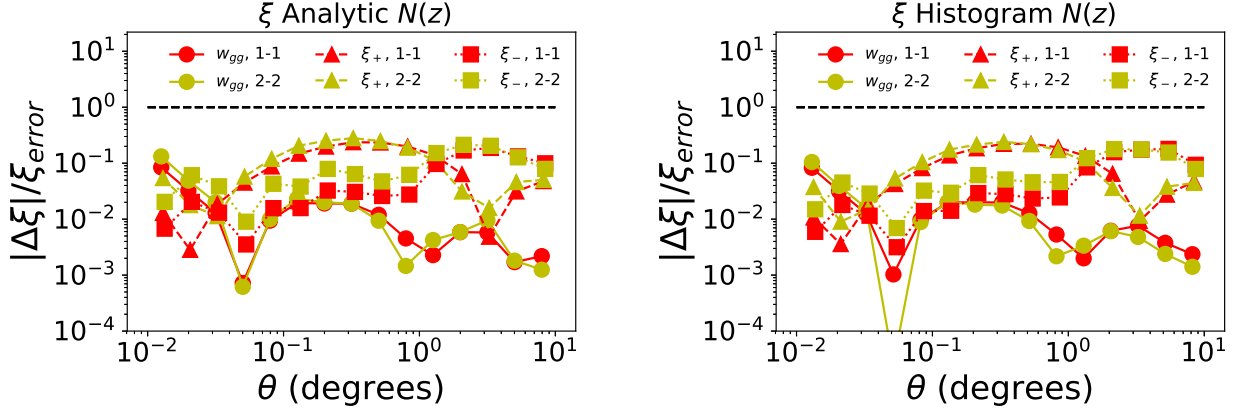 ξ Analytic N(z)
w_gg, 1-1 ξ_+, 1-1 ξ_−, 1-1
w_gg, 2-2 ξ_+, 2-2 ξ_−, 2-2
|Δξ|/ξ_error
10^1
10^0
10^−1
10^−2
10^−3
10^−4
10^−2 10^−1 10^0 10^1
θ (degrees)
ξ Histogram N(z)
w_gg, 1-1 ξ_+, 1-1 ξ_−, 1-1
w_gg, 2-2 ξ_+, 2-2 ξ_−, 2-2
|Δξ|/ξ_error
10^1
10^0
10^−1
10^−2
10^−3
10^−4
10^−2 10^−1 10^0 10^1
θ (degrees)